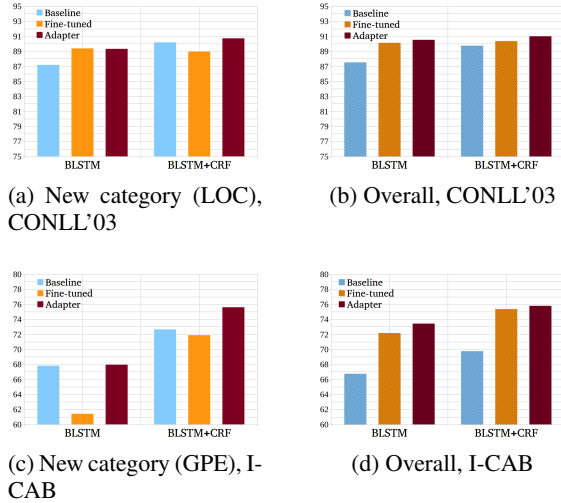 95
93
91
89
87
85
83
81
79
77
75
Baseline
Fine-tuned
Adapter
BLSTM
BLSTM+CRF
(a) New category (LOC),
CONLL'03
95
93
91
89
87
85
83
81
79
77
75
Baseline
Fine-tuned
Adapter
BLSTM
BLSTM+CRF
(b) Overall, CONLL'03
80
78
76
74
72
70
68
66
64
62
60
Baseline
Fine-tuned
Adapter
BLSTM
BLSTM+CRF
(c) New category (GPE), I-
CAB
80
78
76
74
72
70
68
66
64
62
60
Baseline
Fine-tuned
Adapter
BLSTM
BLSTM+CRF
(d) Overall, I-CAB